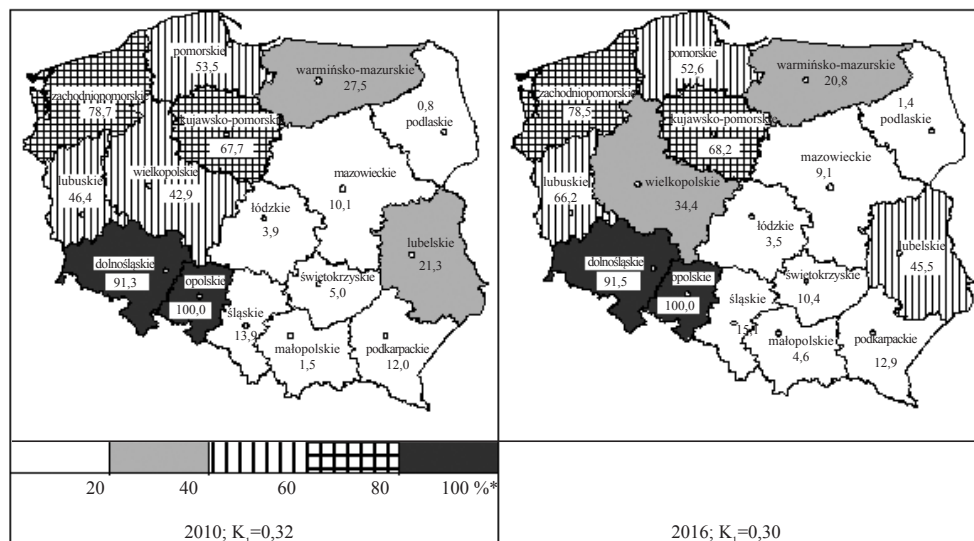 pomorskie
53,5
warmińsko-mazurskie
27,5
zachodniopomorskie
78,7
kujawsko-pomorskie
67,7
0,8
podlaskie
lubuskie
46,4
wielkopolskie
42,9
mazowieckie
10,1
łódzkie
3,9
lubelskie
21,3
dolnośląskie
91,3
opolskie
100,0
śląskie
13,9
świętokrzyskie
5,0
małopolskie
1,5
podkarpackie
12,0
pomorskie
52,6
warmińsko-mazurskie
20,8
zachodniopomorskie
78,5
kujawsko-pomorskie
68,2
1,4
podlaskie
lubuskie
66,2
wielkopolskie
34,4
mazowieckie
9,1
łódzkie
3,5
lubelskie
45,5
dolnośląskie
91,5
opolskie
100,0
śląskie
15,1
świętokrzyskie
10,4
małopolskie
4,6
podkarpackie
12,9
20 40 60 80 100 %*
2010; K₁=0,32
2016; K₁=0,30